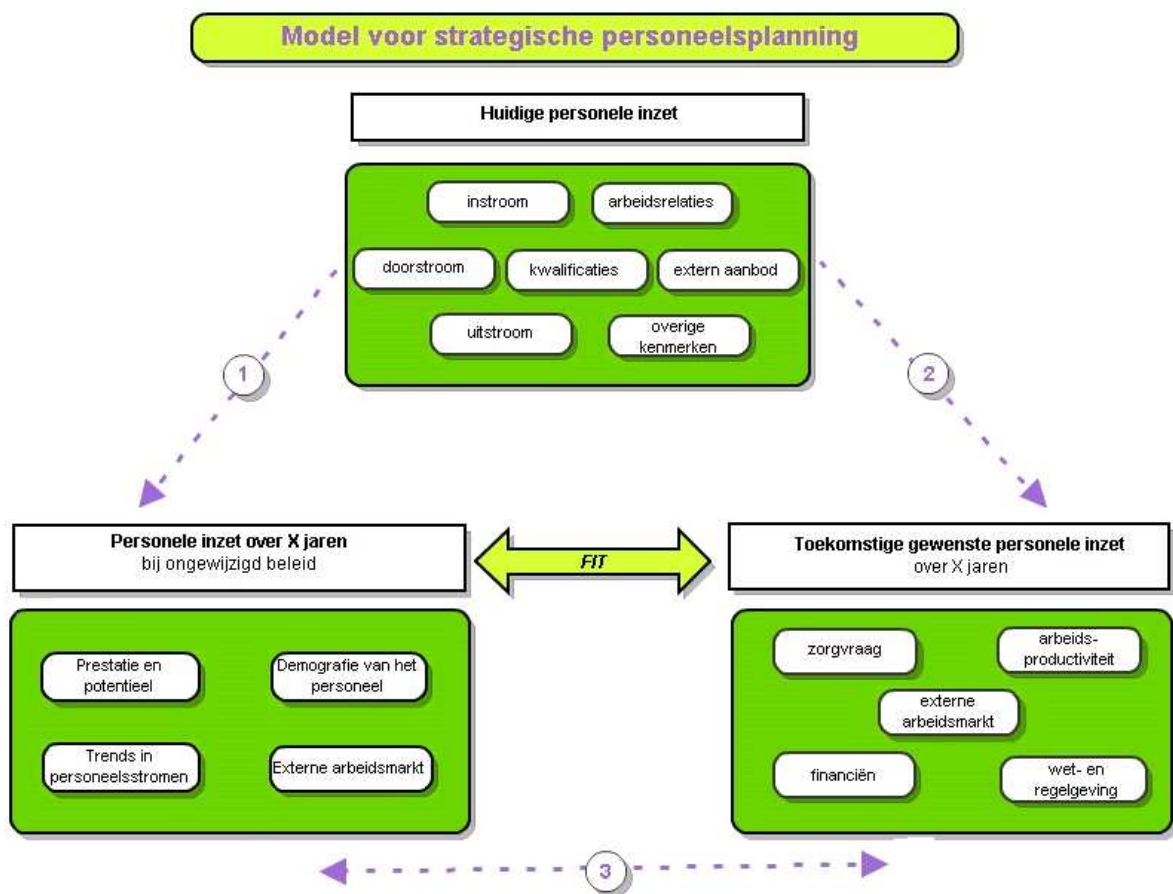 Model voor strategische personeelsplanning
Huidige personele inzet
instroom
arbeidsrelaties
doorstroom
kwalificaties
extern aanbod
uitstroom
overige
kenmerken
1
2
Personele inzet over X jaren
bij ongewijzigd beleid
FIT
Toekomstige gewenste personele inzet
over X jaren
Prestatie en
potentieel
Demografie van het
personeel
Trends in
personeelsstromen
Externe arbeidsmarkt
zorgvraag
arbeids-
productiviteit
externe
arbeidsmarkt
financiën
wet- en
regelgeving
3